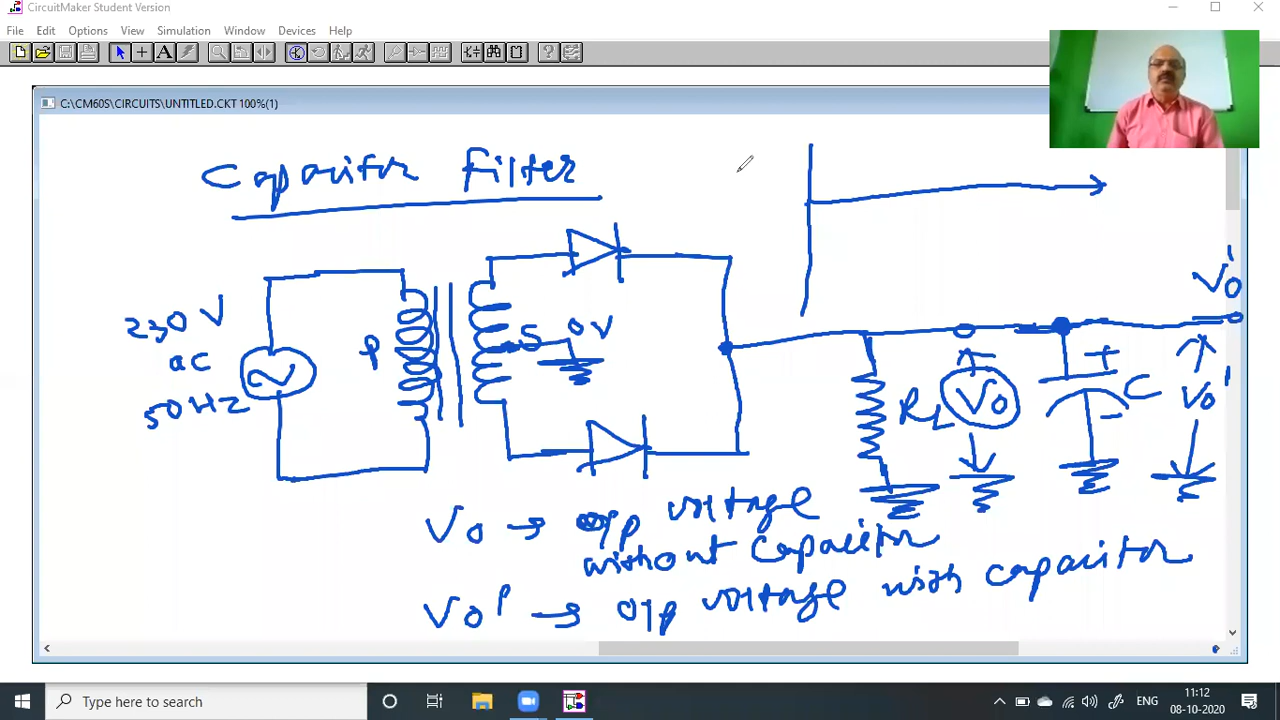 CircuitMaker Student Version
File Edit Options View Simulation Window Devices Help
C:\CM60S\CIRCUITS\UNTITLED.CKT 100%(1)
Capacitor Filter
230 V
ac
50 Hz
P
S
0V
RL
Vo
+
C
Vo'
Vo'
Vo → o/p voltage
without capacitor
Vo' → o/p voltage with capacitor
Type here to search
ENG
11:12
08-10-2020